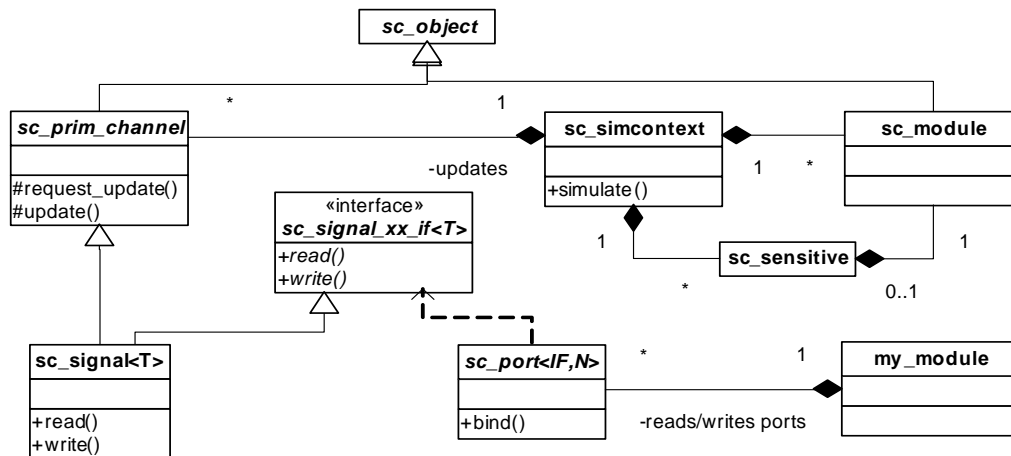 sc_object
*
1
sc_prim_channel
sc_simcontext
sc_module
1
*
-updates
#request_update()
#update()
+simulate()
«interface»
sc_signal_xx_if<T>
+read()
+write()
1
*
sc_sensitive
1
0..1
sc_signal<T>
+read()
+write()
sc_port<IF,N>
+bind()
*
1
-reads/writes ports
my_module